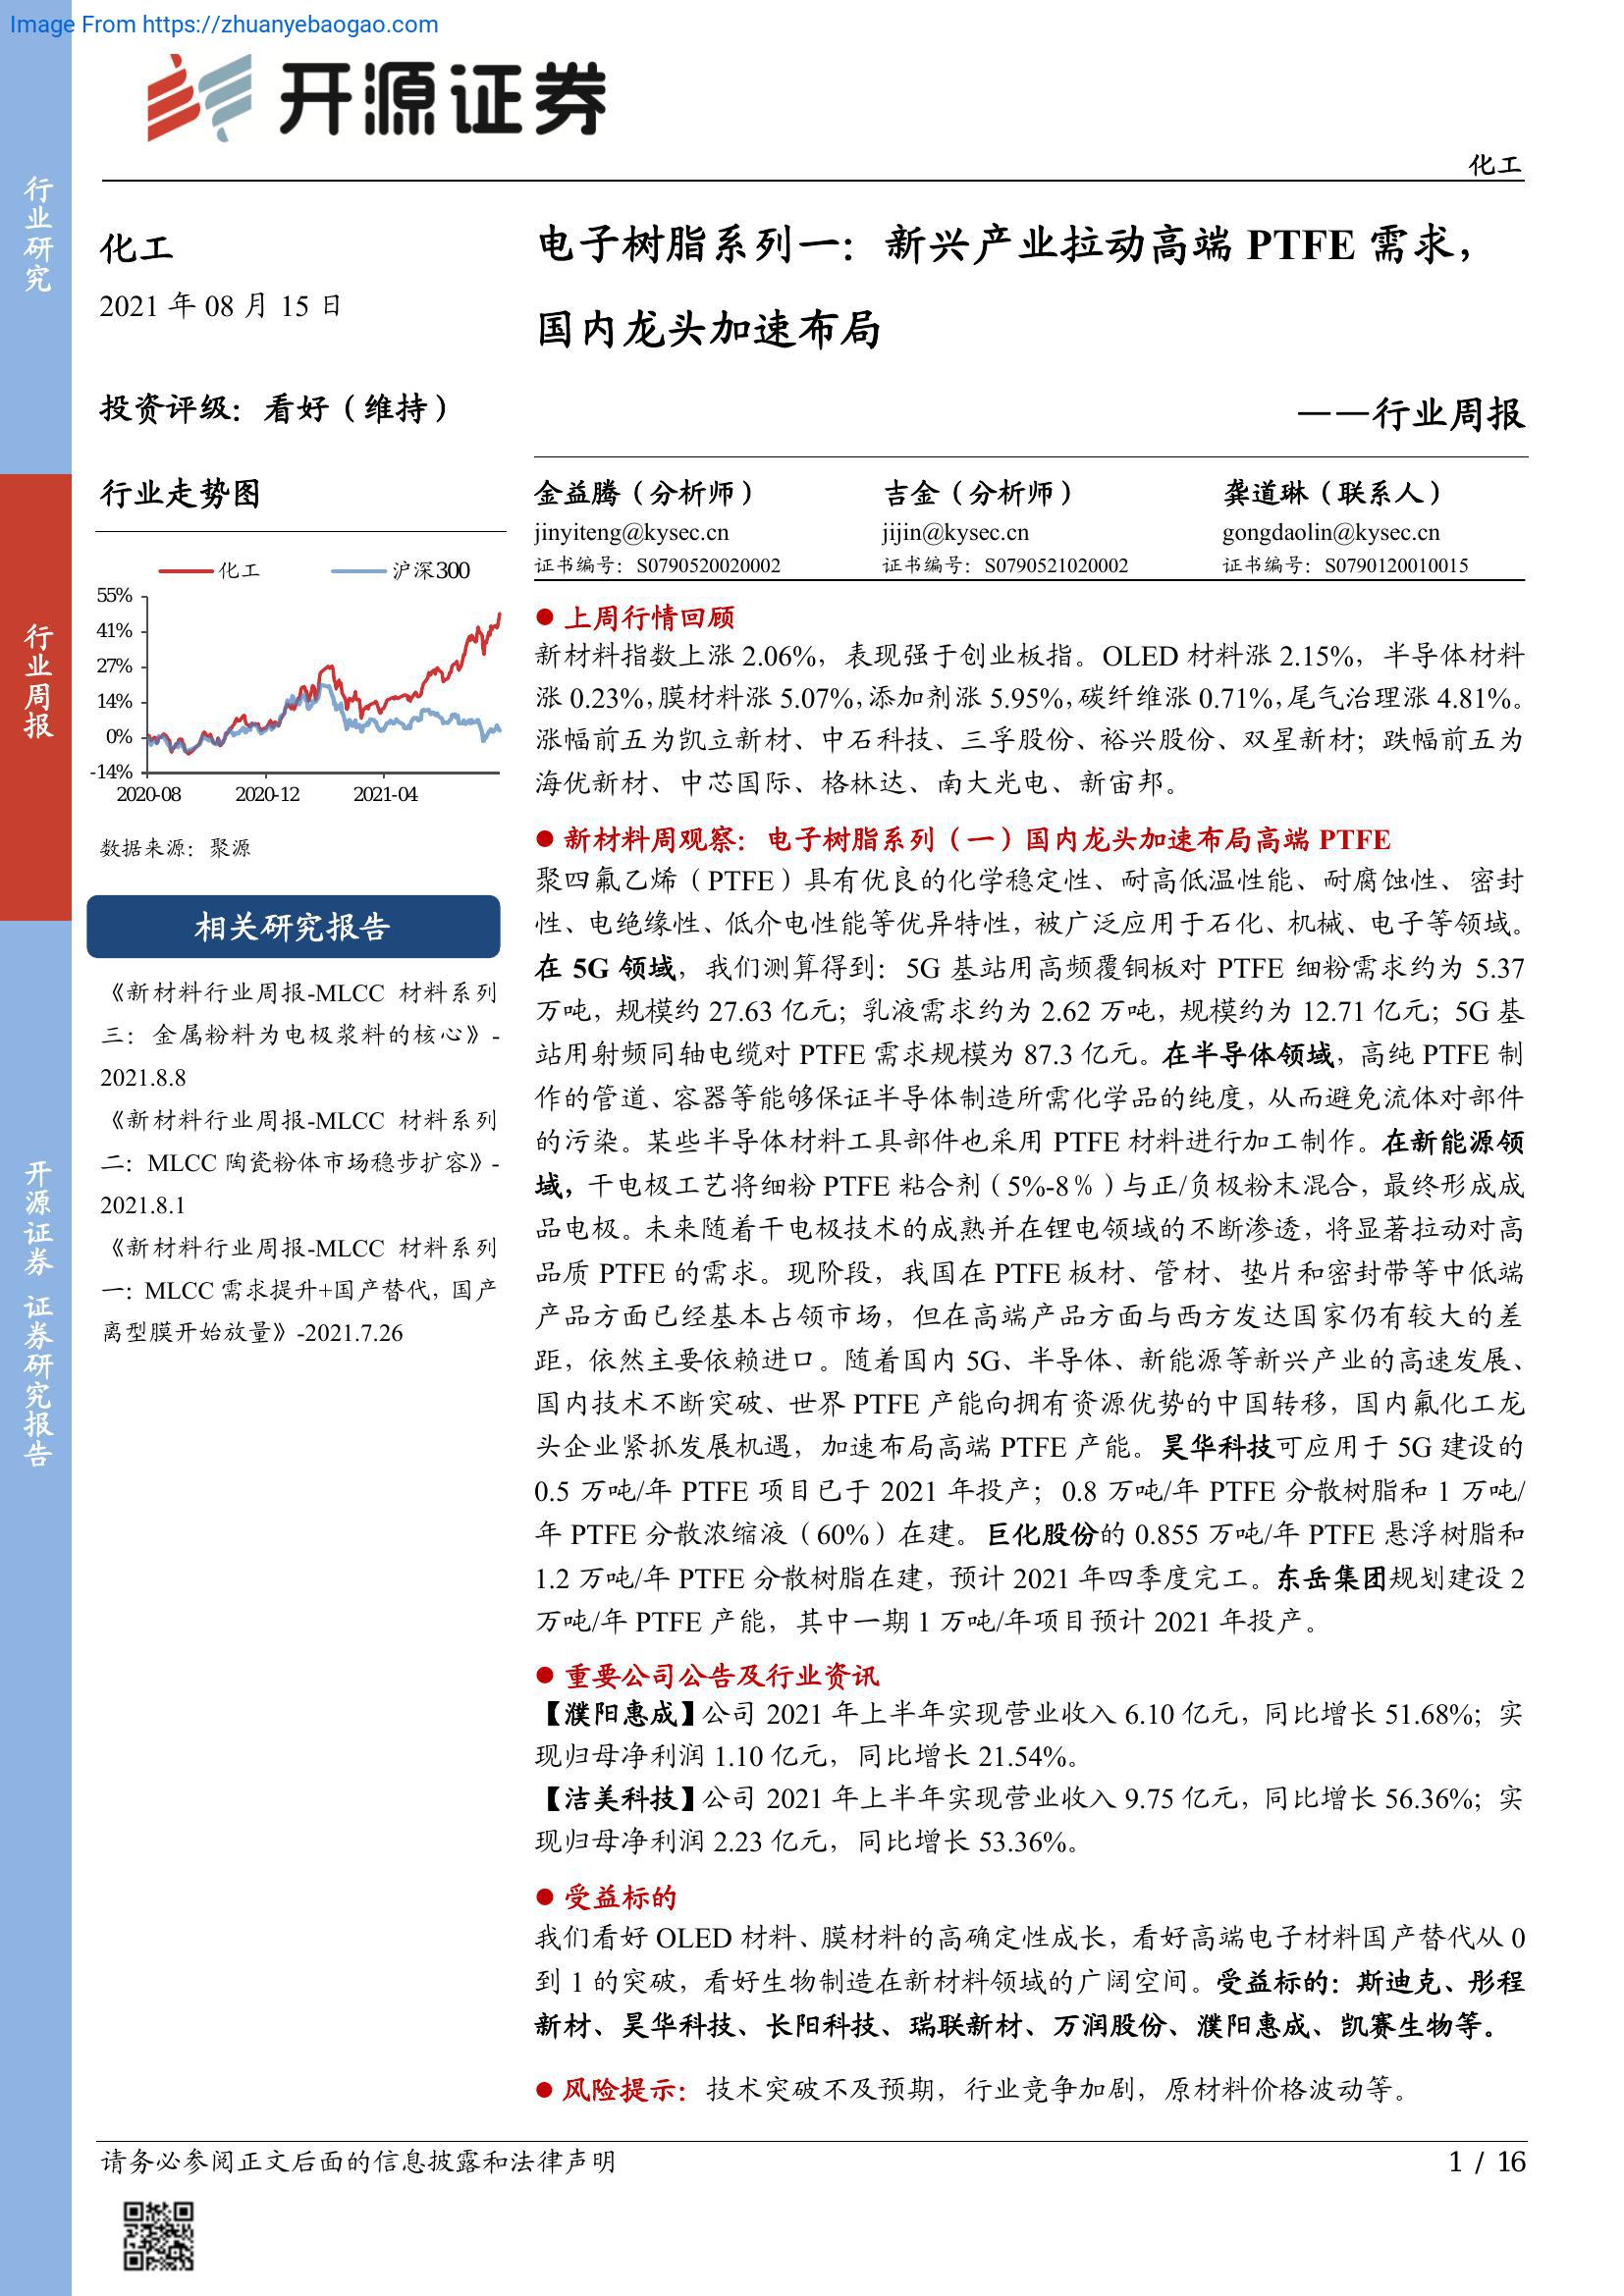 Image From https://zhuanyebaogao.com
开源证券
化工
行业研究
行业周报
开源证券 证券研究报告
化工
2021 年 08 月 15 日
投资评级：看好（维持）
行业走势图
化工 沪深300
55%
41%
27%
14%
0%
-14%
2020-08 2020-12 2021-04
数据来源：聚源
相关研究报告
《新材料行业周报-MLCC 材料系列
三：金属粉料为电极浆料的核心》-
2021.8.8
《新材料行业周报-MLCC 材料系列
二：MLCC 陶瓷粉体市场稳步扩容》-
2021.8.1
《新材料行业周报-MLCC 材料系列
一：MLCC 需求提升+国产替代，国产
离型膜开始放量》-2021.7.26
电子树脂系列一：新兴产业拉动高端 PTFE 需求，
国内龙头加速布局
——行业周报
金益腾（分析师） 吉金（分析师） 龚道琳（联系人）
jinyiteng@kysec.cn jijin@kysec.cn gongdaolin@kysec.cn
证书编号：S0790520020002 证书编号：S0790521020002 证书编号：S0790120010015
● 上周行情回顾
新材料指数上涨 2.06%，表现强于创业板指。OLED 材料涨 2.15%，半导体材料
涨 0.23%，膜材料涨 5.07%，添加剂涨 5.95%，碳纤维涨 0.71%，尾气治理涨 4.81%。
涨幅前五为凯立新材、中石科技、三孚股份、裕兴股份、双星新材；跌幅前五为
海优新材、中芯国际、格林达、南大光电、新宙邦。
● 新材料周观察：电子树脂系列（一）国内龙头加速布局高端 PTFE
聚四氟乙烯（PTFE）具有优良的化学稳定性、耐高低温性能、耐腐蚀性、密封
性、电绝缘性、低介电性能等优异特性，被广泛应用于石化、机械、电子等领域。
在 5G 领域，我们测算得到：5G 基站用高频覆铜板对 PTFE 细粉需求约为 5.37
万吨，规模约 27.63 亿元；乳液需求约为 2.62 万吨，规模约为 12.71 亿元；5G 基
站用射频同轴电缆对 PTFE 需求规模为 87.3 亿元。在半导体领域，高纯 PTFE 制
作的管道、容器等能够保证半导体制造所需化学品的纯度，从而避免流体对部件
的污染。某些半导体材料工具部件也采用 PTFE 材料进行加工制作。在新能源领
域，干电极工艺将细粉 PTFE 粘合剂（5%-8％）与正/负极粉末混合，最终形成成
品电极。未来随着干电极技术的成熟并在锂电领域的不断渗透，将显著拉动对高
品质 PTFE 的需求。现阶段，我国在 PTFE 板材、管材、垫片和密封带等中低端
产品方面已经基本占领市场，但在高端产品方面与西方发达国家仍有较大的差
距，依然主要依赖进口。随着国内 5G、半导体、新能源等新兴产业的高速发展、
国内技术不断突破、世界 PTFE 产能向拥有资源优势的中国转移，国内氟化工龙
头企业紧抓发展机遇，加速布局高端 PTFE 产能。昊华科技可应用于 5G 建设的
0.5 万吨/年 PTFE 项目已于 2021 年投产；0.8 万吨/年 PTFE 分散树脂和 1 万吨/
年 PTFE 分散浓缩液（60%）在建。巨化股份的 0.855 万吨/年 PTFE 悬浮树脂和
1.2 万吨/年 PTFE 分散树脂在建，预计 2021 年四季度完工。东岳集团规划建设 2
万吨/年 PTFE 产能，其中一期 1 万吨/年项目预计 2021 年投产。
● 重要公司公告及行业资讯
【濮阳惠成】公司 2021 年上半年实现营业收入 6.10 亿元，同比增长 51.68%；实
现归母净利润 1.10 亿元，同比增长 21.54%。
【洁美科技】公司 2021 年上半年实现营业收入 9.75 亿元，同比增长 56.36%；实
现归母净利润 2.23 亿元，同比增长 53.36%。
● 受益标的
我们看好 OLED 材料、膜材料的高确定性成长，看好高端电子材料国产替代从 0
到 1 的突破，看好生物制造在新材料领域的广阔空间。受益标的：斯迪克、彤程
新材、昊华科技、长阳科技、瑞联新材、万润股份、濮阳惠成、凯赛生物等。
● 风险提示：技术突破不及预期，行业竞争加剧，原材料价格波动等。
请务必参阅正文后面的信息披露和法律声明
1 / 16